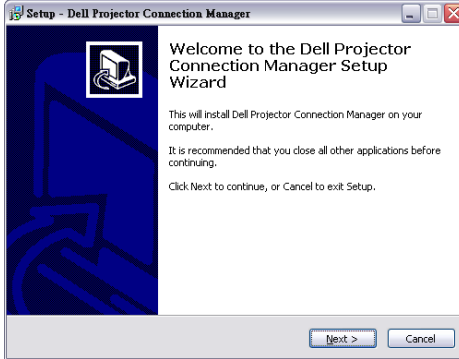 Setup - Dell Projector Connection Manager
Welcome to the Dell Projector
Connection Manager Setup
Wizard
This will install Dell Projector Connection Manager on your
computer.
It is recommended that you close all other applications before
continuing.
Click Next to continue, or Cancel to exit Setup.
Next >
Cancel